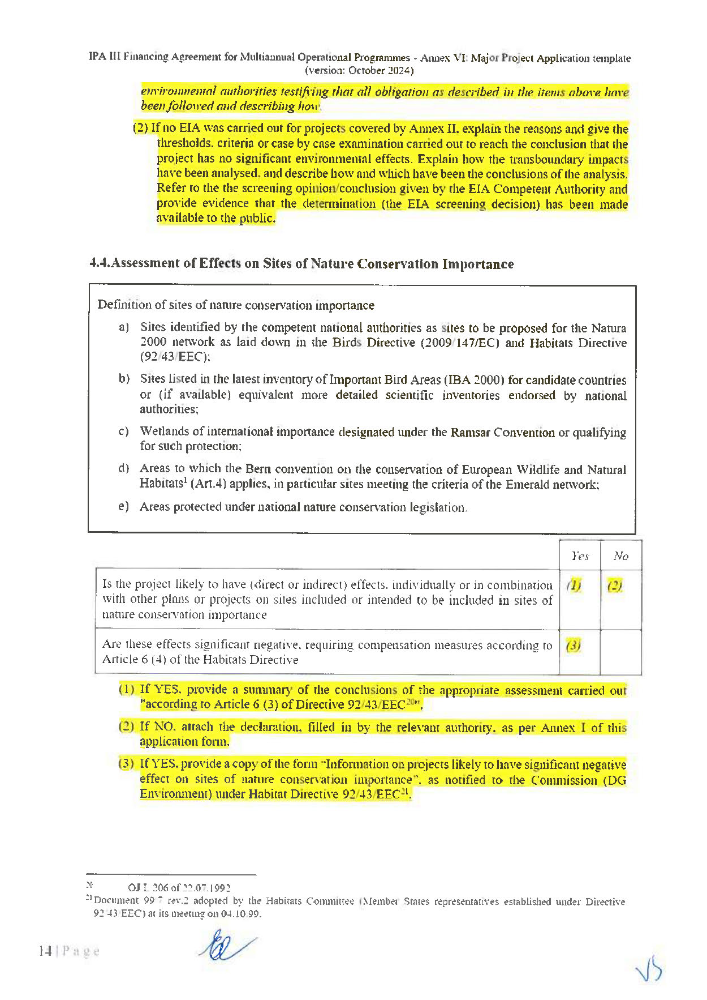 IPA III Financing Agreement for Multiannual Operational Programmes - Annex VI: Major Project Application template
(version: October 2024)
environmental authorities testifying that all obligation as described in the items above have
been followed and describing how.
(2) If no EIA was carried out for projects covered by Annex II, explain the reasons and give the
thresholds, criteria or case by case examination carried out to reach the conclusion that the
project has no significant environmental effects. Explain how the transboundary impacts
have been analysed, and describe how and which have been the conclusions of the analysis.
Refer to the the screening opinion/conclusion given by the EIA Competent Authority and
provide evidence that the determination (the EIA screening decision) has been made
available to the public.
4.4.Assessment of Effects on Sites of Nature Conservation Importance
Definition of sites of nature conservation importance
a) Sites identified by the competent national authorities as sites to be proposed for the Natura
2000 network as laid down in the Birds Directive (2009/147/EC) and Habitats Directive
(92/43/EEC);
b) Sites listed in the latest inventory of Important Bird Areas (IBA 2000) for candidate countries
or (if available) equivalent more detailed scientific inventories endorsed by national
authorities;
c) Wetlands of international importance designated under the Ramsar Convention or qualifying
for such protection;
d) Areas to which the Bern convention on the conservation of European Wildlife and Natural
Habitats¹ (Art.4) applies, in particular sites meeting the criteria of the Emerald network;
e) Areas protected under national nature conservation legislation.
Yes No
Is the project likely to have (direct or indirect) effects, individually or in combination (1) (2)
with other plans or projects on sites included or intended to be included in sites of
nature conservation importance
Are these effects significant negative, requiring compensation measures according to (3)
Article 6 (4) of the Habitats Directive
(1) If YES, provide a summary of the conclusions of the appropriate assessment carried out
"according to Article 6 (3) of Directive 92/43/EEC²⁰".
(2) If NO, attach the declaration, filled in by the relevant authority, as per Annex I of this
application form.
(3) If YES, provide a copy of the form "Information on projects likely to have significant negative
effect on sites of nature conservation importance", as notified to the Commission (DG
Environment) under Habitat Directive 92/43/EEC²¹.
²⁰ OJ L 206 of 22.07.1992
²¹Document 99/7 rev.2 adopted by the Habitats Committee (Member States representatives established under Directive
92/43/EEC) at its meeting on 04.10.99.
14 | Page